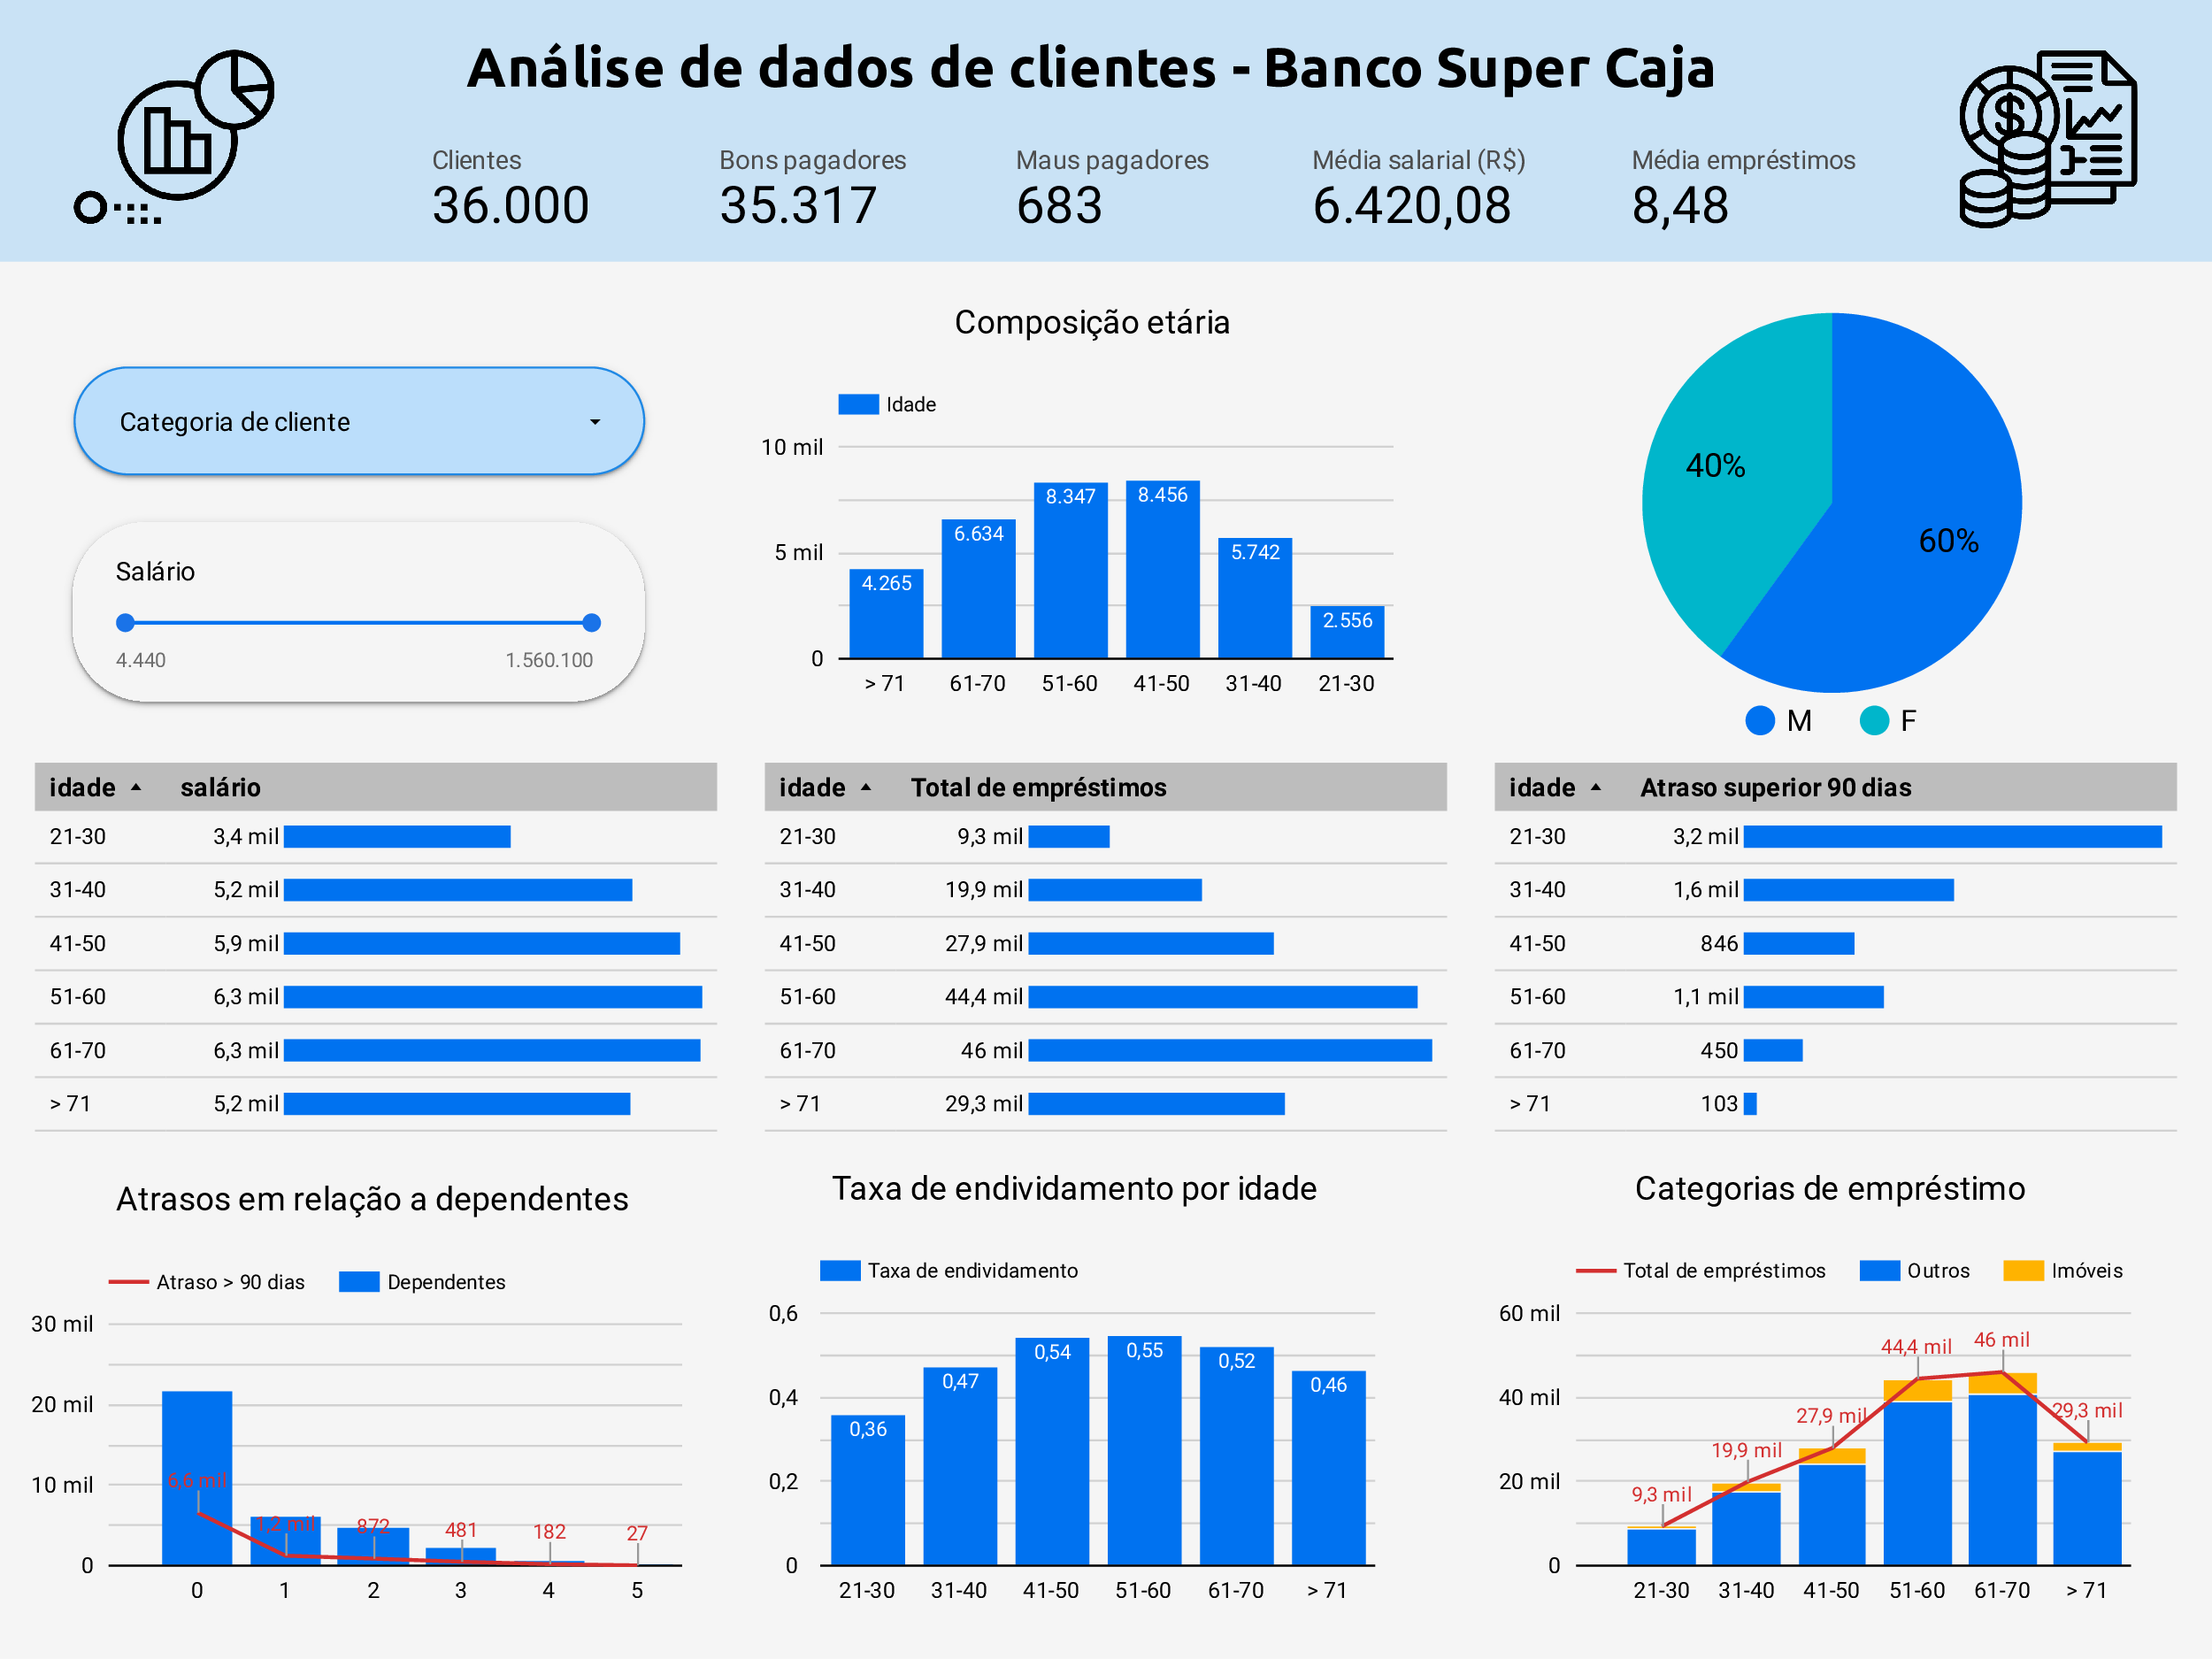 Análise de dados de clientes - Banco Super Caja
Clientes
36.000
Bons pagadores
35.317
Maus pagadores
683
Média salarial (R$)
6.420,08
Média empréstimos
8,48
Categoria de cliente
Salário
4.440 1.560.100
Composição etária
Idade
10 mil
5 mil
0
4.265
6.634
8.347
8.456
5.742
2.556
> 71 61-70 51-60 41-50 31-40 21-30
40%
60%
M F
idade salário
21-30 3,4 mil
31-40 5,2 mil
41-50 5,9 mil
51-60 6,3 mil
61-70 6,3 mil
> 71 5,2 mil
idade Total de empréstimos
21-30 9,3 mil
31-40 19,9 mil
41-50 27,9 mil
51-60 44,4 mil
61-70 46 mil
> 71 29,3 mil
idade Atraso superior 90 dias
21-30 3,2 mil
31-40 1,6 mil
41-50 846
51-60 1,1 mil
61-70 450
> 71 103
Atrasos em relação a dependentes
Atraso > 90 dias Dependentes
30 mil
20 mil
10 mil
0
6,6 mil
1,2 mil
872
481
182
27
0 1 2 3 4 5
Taxa de endividamento por idade
Taxa de endividamento
0,6
0,4
0,2
0
0,36
0,47
0,54
0,55
0,52
0,46
21-30 31-40 41-50 51-60 61-70 > 71
Categorias de empréstimo
Total de empréstimos Outros Imóveis
60 mil
40 mil
20 mil
0
9,3 mil
19,9 mil
27,9 mil
44,4 mil
46 mil
29,3 mil
21-30 31-40 41-50 51-60 61-70 > 71